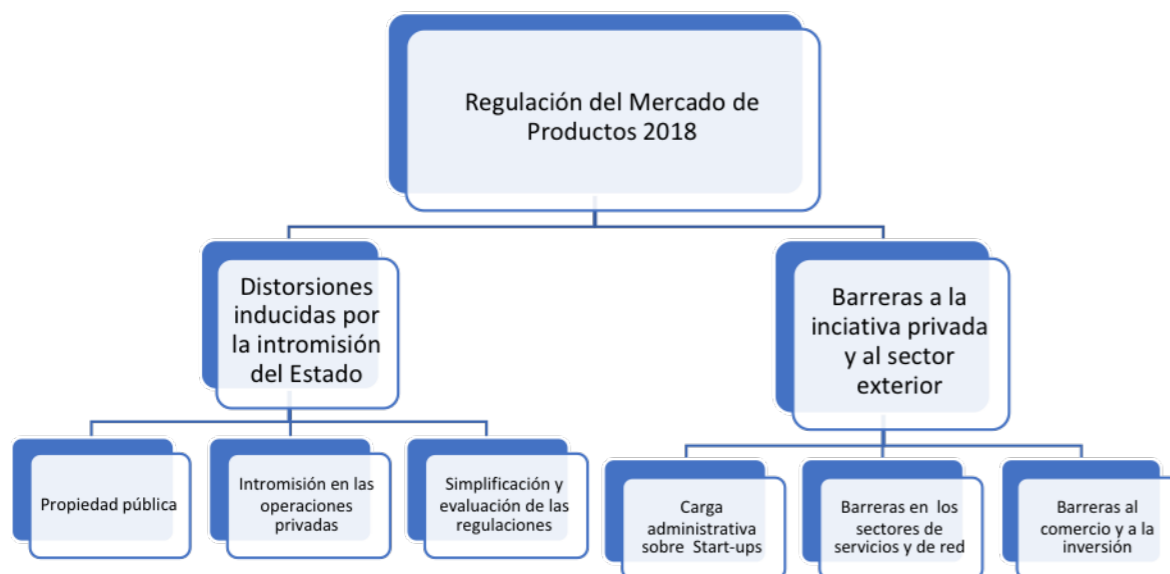 Regulación del Mercado de
Productos 2018
Distorsiones
inducidas por
la intromisión
del Estado
Barreras a la
inciativa privada
y al sector
exterior
Propiedad pública
Intromisión en las
operaciones privadas
Simplificación y
evaluación de las
regulaciones
Carga
administrativa
sobre Start-ups
Barreras en los
sectores de
servicios y de red
Barreras al
comercio y a la
inversión